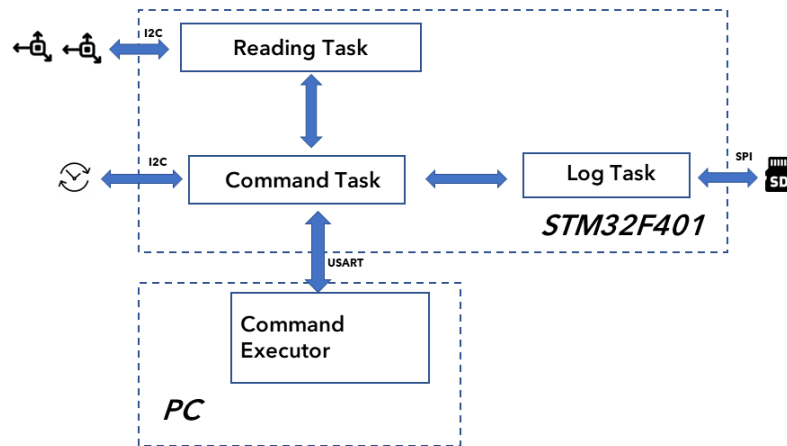 I2C
Reading Task
I2C
Command Task
Log Task
SPI
SD
STM32F401
USART
Command
Executor
PC